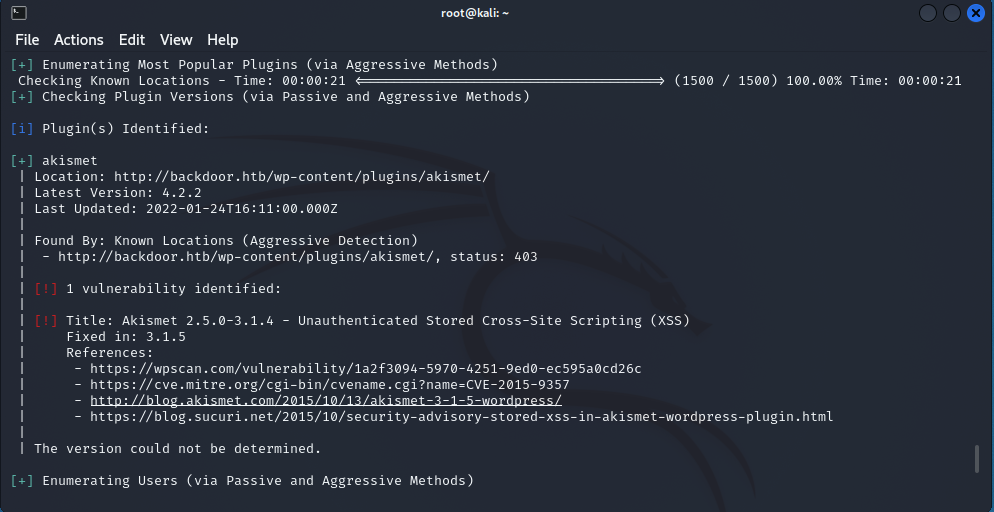 root@kali: ~
File Actions Edit View Help
[+] Enumerating Most Popular Plugins (via Aggressive Methods)
 Checking Known Locations - Time: 00:00:21 <======================================> (1500 / 1500) 100.00% Time: 00:00:21
[+] Checking Plugin Versions (via Passive and Aggressive Methods)
[i] Plugin(s) Identified:
[+] akismet
 | Location: http://backdoor.htb/wp-content/plugins/akismet/
 | Latest Version: 4.2.2
 | Last Updated: 2022-01-24T16:11:00.000Z
 |
 | Found By: Known Locations (Aggressive Detection)
 |  - http://backdoor.htb/wp-content/plugins/akismet/, status: 403
 |
 | [!] 1 vulnerability identified:
 |
 | [!] Title: Akismet 2.5.0-3.1.4 - Unauthenticated Stored Cross-Site Scripting (XSS)
 |     Fixed in: 3.1.5
 |     References:
 |      - https://wpscan.com/vulnerability/1a2f3094-5970-4251-9ed0-ec595a0cd26c
 |      - https://cve.mitre.org/cgi-bin/cvename.cgi?name=CVE-2015-9357
 |      - http://blog.akismet.com/2015/10/13/akismet-3-1-5-wordpress/
 |      - https://blog.sucuri.net/2015/10/security-advisory-stored-xss-in-akismet-wordpress-plugin.html
 |
 | The version could not be determined.
[+] Enumerating Users (via Passive and Aggressive Methods)